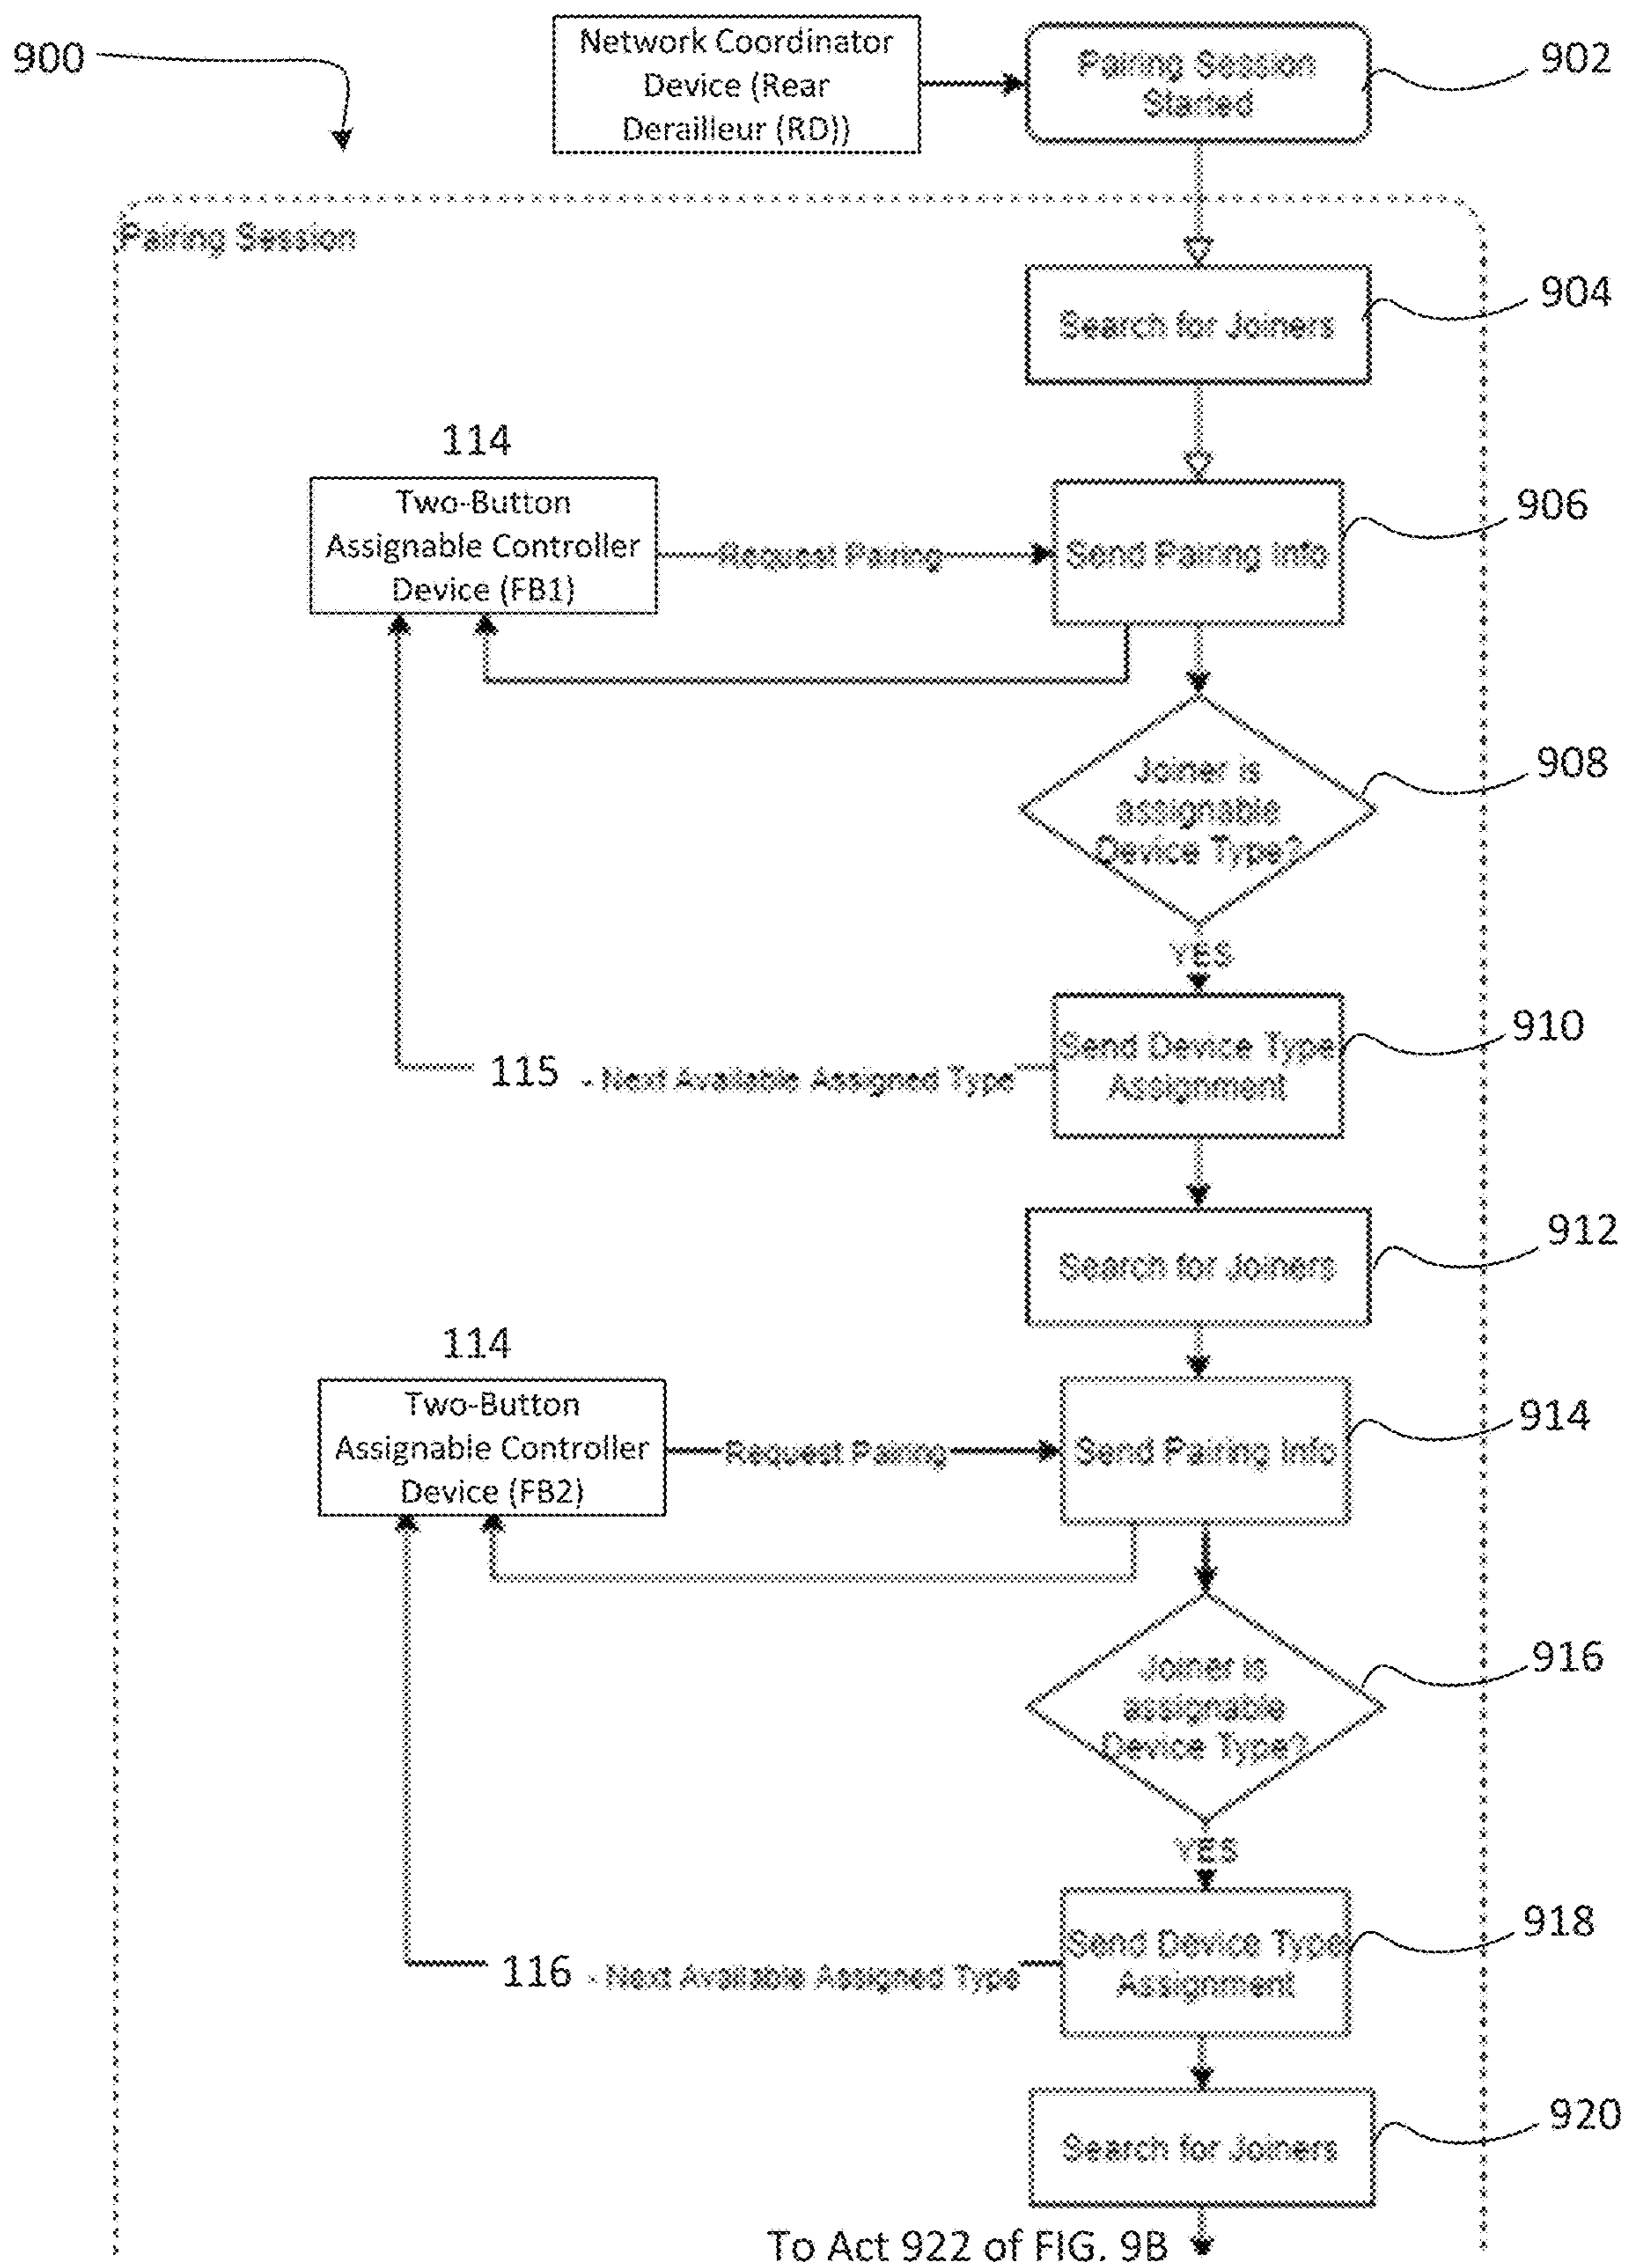 900
Network Coordinator
Device (Rear
Derailleur (RD))
Pairing Session
Started
902
Pairing Session
Search for Joiners
904
114
Two-Button
Assignable Controller
Device (FB1)
Request Pairing
Send Pairing Info
906
Joiner is
assignable
Device Type?
908
YES
115 - Next Available Assigned Type
Send Device Type
Assignment
910
Search for Joiners
912
114
Two-Button
Assignable Controller
Device (FB2)
Request Pairing
Send Pairing Info
914
Joiner is
assignable
Device Type?
916
YES
116 - Next Available Assigned Type
Send Device Type
Assignment
918
Search for Joiners
920
To Act 922 of FIG. 9B